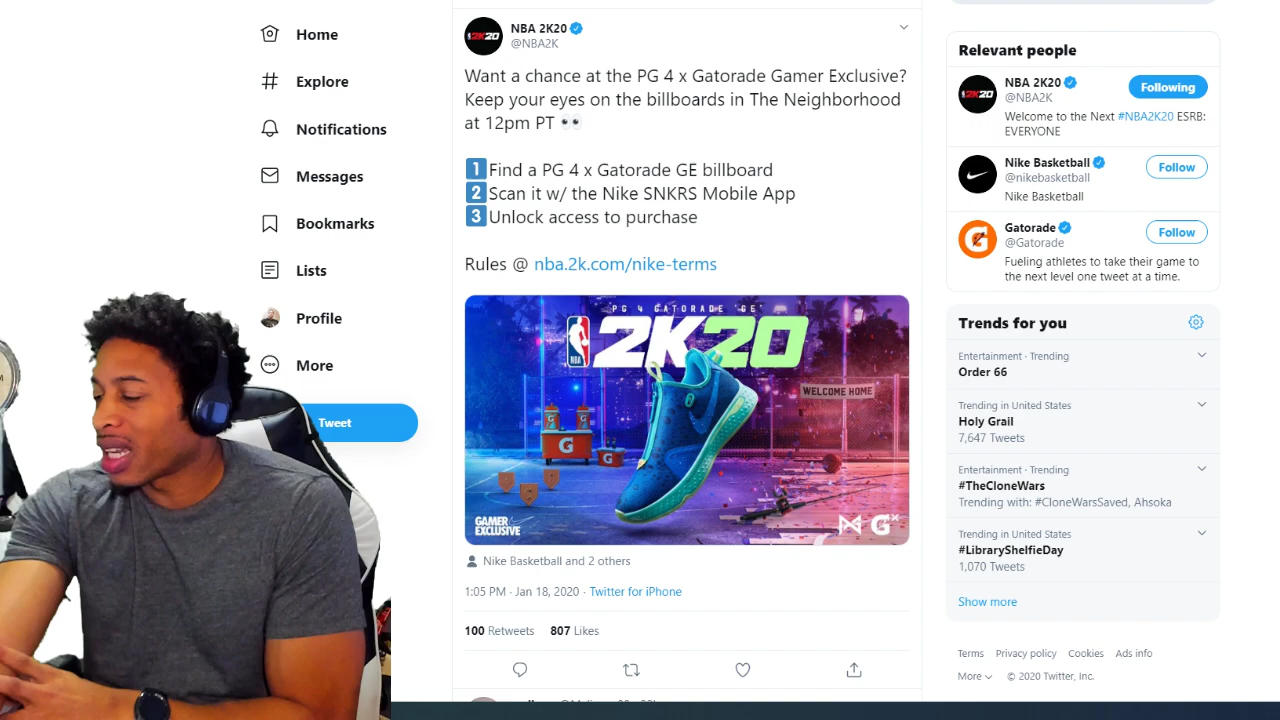 Home
Explore
Notifications
Messages
Bookmarks
Lists
Profile
More
Tweet
NBA 2K20
@NBA2K
Want a chance at the PG 4 x Gatorade Gamer Exclusive?
Keep your eyes on the billboards in The Neighborhood
at 12pm PT 👀
1️⃣Find a PG 4 x Gatorade GE billboard
2️⃣Scan it w/ the Nike SNKRS Mobile App
3️⃣Unlock access to purchase
Rules @ nba.2k.com/nike-terms
PG 4 GATORADE 'GE'
NBA 2K20
WELCOME HOME
G
G
GAMER
EXCLUSIVE
G
Nike Basketball and 2 others
1:05 PM · Jan 18, 2020 · Twitter for iPhone
100 Retweets 807 Likes
Relevant people
NBA 2K20
@NBA2K
Following
Welcome to the Next #NBA2K20 ESRB:
EVERYONE
Nike Basketball
@nikebasketball
Follow
Nike Basketball
Gatorade
@Gatorade
Follow
Fueling athletes to take their game to
the next level one tweet at a time.
Trends for you
Entertainment · Trending
Order 66
Trending in United States
Holy Grail
7,647 Tweets
Entertainment · Trending
#TheCloneWars
Trending with: #CloneWarsSaved, Ahsoka
Trending in United States
#LibraryShelfieDay
1,070 Tweets
Show more
Terms Privacy policy Cookies Ads info
More © 2020 Twitter, Inc.